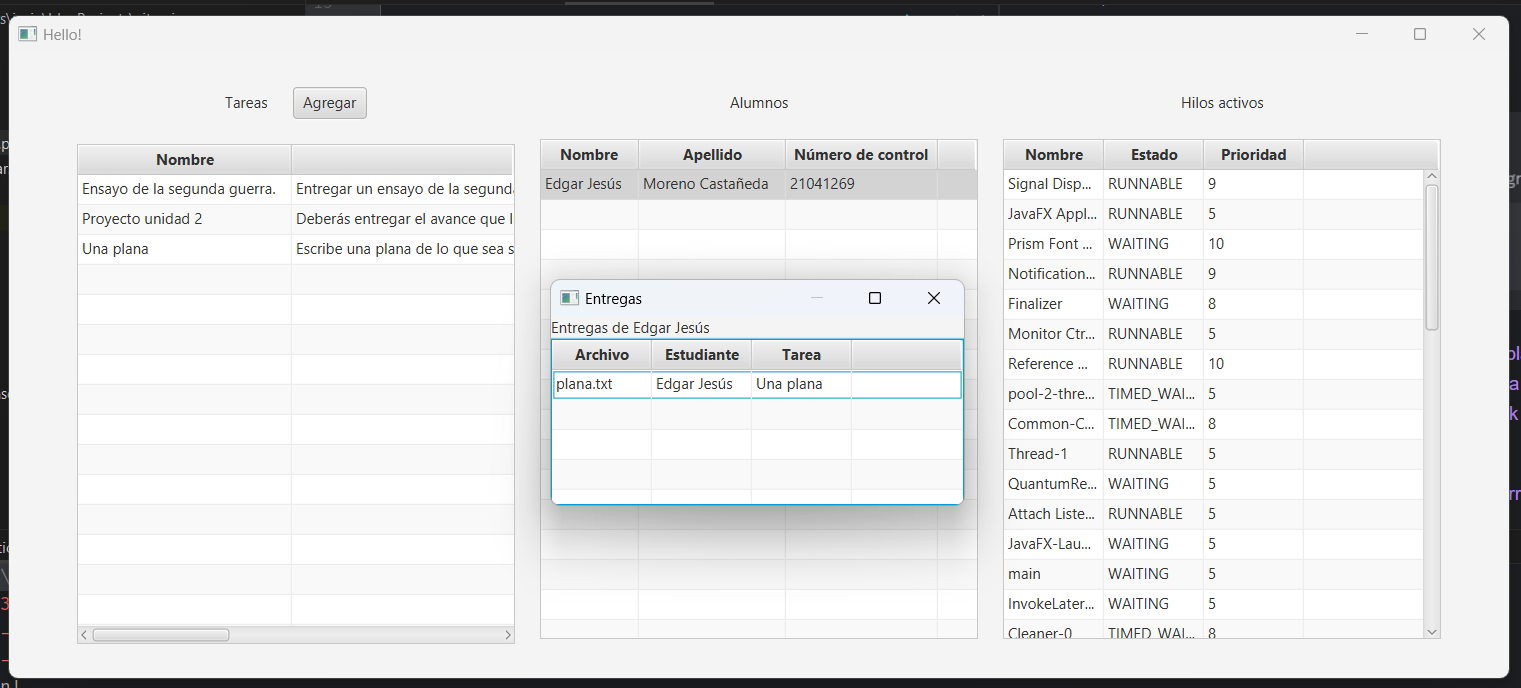 Hello!
Tareas
Agregar
Nombre
Ensayo de la segunda guerra.
Entregar un ensayo de la segund
Proyecto unidad 2
Deberás entregar el avance que l
Una plana
Escribe una plana de lo que sea s
Alumnos
Nombre Apellido Número de control
Edgar Jesús Moreno Castañeda 21041269
Entregas
Entregas de Edgar Jesús
Archivo Estudiante Tarea
plana.txt Edgar Jesús Una plana
Hilos activos
Nombre Estado Prioridad
Signal Disp... RUNNABLE 9
JavaFX Appl... RUNNABLE 5
Prism Font ... WAITING 10
Notification... RUNNABLE 9
Finalizer WAITING 8
Monitor Ctr... RUNNABLE 5
Reference ... RUNNABLE 10
pool-2-thre... TIMED_WAI... 5
Common-C... TIMED_WAI... 8
Thread-1 RUNNABLE 5
QuantumRe... WAITING 5
Attach Liste... RUNNABLE 5
JavaFX-Lau... WAITING 5
main WAITING 5
InvokeLater... WAITING 5
Cleaner-0 TIMED_WAI... 8